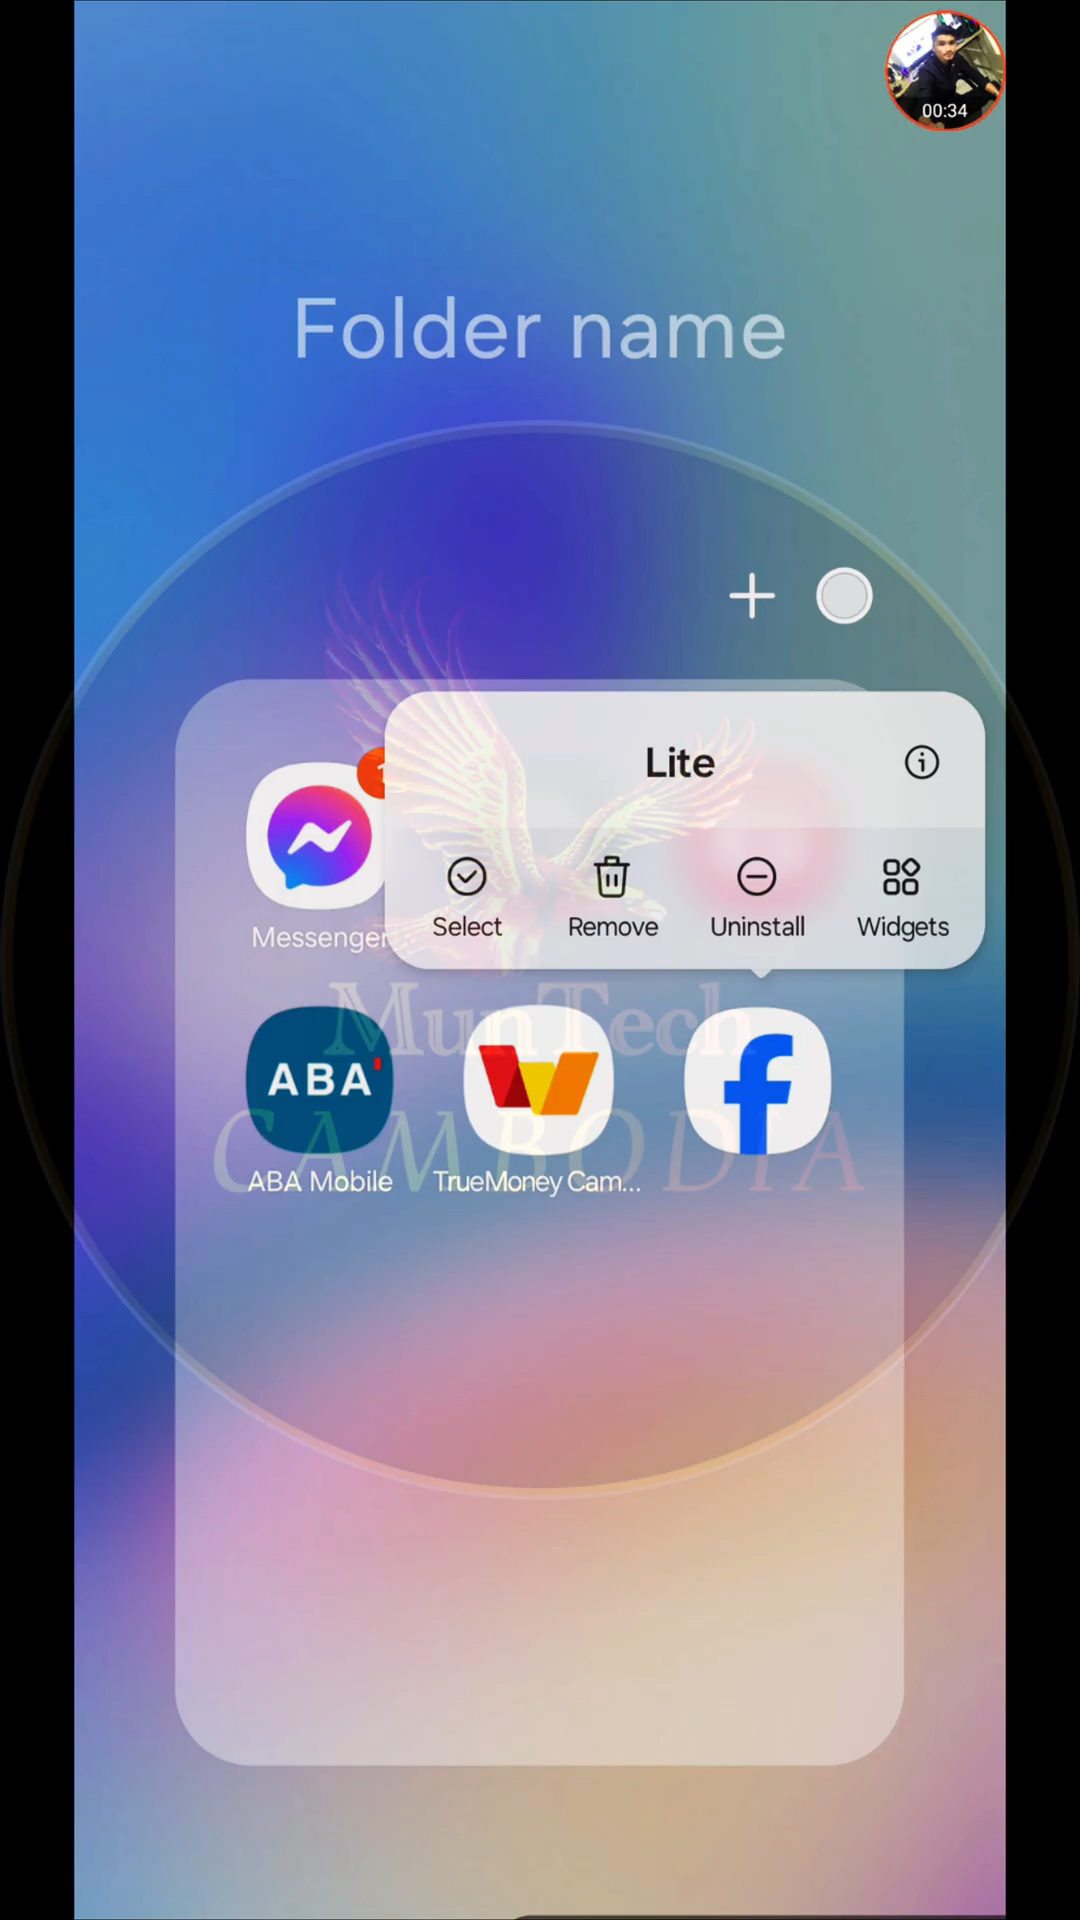 00:34
Folder name
Lite
Select
Remove
Uninstall
Widgets
Messenger
MunTech
ABA'
CAMBODIA
ABA Mobile
TrueMoney Cam...